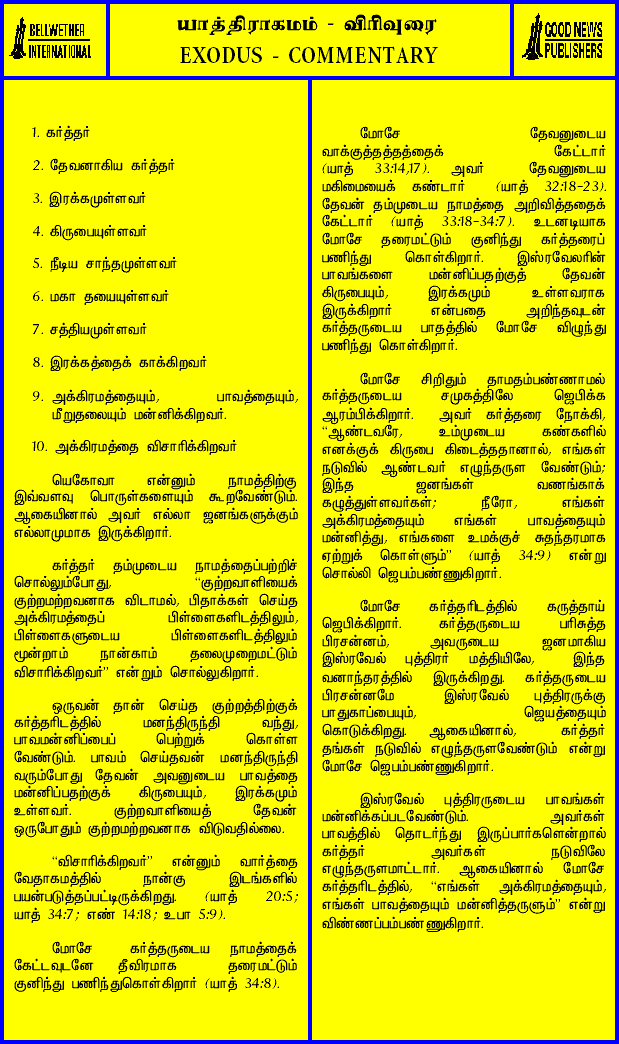 BELLWETHER
INTERNATIONAL
யாத்திராகமம் - விரிவுரை
EXODUS - COMMENTARY
GOOD NEWS
PUBLISHERS
1. கர்த்தர்
2. தேவனாகிய கர்த்தர்
3. இரக்கமுள்ளவர்
4. கிருபையுள்ளவர்
5. நீடிய சாந்தமுள்ளவர்
6. மகா தயையுள்ளவர்
7. சத்தியமுள்ளவர்
8. இரக்கத்தைக் காக்கிறவர்
9. அக்கிரமத்தையும், பாவத்தையும்,
மீறுதலையும் மன்னிக்கிறவர்.
10. அக்கிரமத்தை விசாரிக்கிறவர்
யெகோவா என்னும் நாமத்திற்கு
இவ்வளவு பொருள்களையும் கூறவேண்டும்.
ஆகையினால் அவர் எல்லா ஜனங்களுக்கும்
எல்லாமுமாக இருக்கிறார்.
கர்த்தர் தம்முடைய நாமத்தைப்பற்றிச்
சொல்லும்போது, “குற்றவாளியைக்
குற்றமற்றவனாக விடாமல், பிதாக்கள் செய்த
அக்கிரமத்தைப் பிள்ளைகளிடத்திலும்,
பிள்ளைகளுடைய பிள்ளைகளிடத்திலும்
மூன்றாம் நான்காம் தலைமுறைமட்டும்
விசாரிக்கிறவர்” என்றும் சொல்லுகிறார்.
ஒருவன் தான் செய்த குற்றத்திற்குக்
கர்த்தரிடத்தில் மனந்திருந்தி வந்து,
பாவமன்னிப்பைப் பெற்றுக் கொள்ள
வேண்டும். பாவம் செய்தவன் மனந்திருந்தி
வரும்போது தேவன் அவனுடைய பாவத்தை
மன்னிப்பதற்குக் கிருபையும், இரக்கமும்
உள்ளவர். குற்றவாளியைத் தேவன்
ஒருபோதும் குற்றமற்றவனாக விடுவதில்லை.
“விசாரிக்கிறவர்” என்னும் வார்த்தை
வேதாகமத்தில் நான்கு இடங்களில்
பயன்படுத்தப்பட்டிருக்கிறது. (யாத் 20:5;
யாத் 34:7; எண் 14:18; உபா 5:9).
மோசே கர்த்தருடைய நாமத்தைக்
கேட்டவுடனே தீவிரமாக தரைமட்டும்
குனிந்து பணிந்துகொள்கிறார் (யாத் 34:8).
மோசே தேவனுடைய
வாக்குத்தத்தத்தைக் கேட்டார்
(யாத் 33:14,17). அவர் தேவனுடைய
மகிமையைக் கண்டார் (யாத் 32:18-23).
தேவன் தம்முடைய நாமத்தை அறிவித்ததைக்
கேட்டார் (யாத் 33:18-34:7). உடனடியாக
மோசே தரைமட்டும் குனிந்து கர்த்தரைப்
பணிந்து கொள்கிறார். இஸ்ரவேலரின்
பாவங்களை மன்னிப்பதற்குத் தேவன்
கிருபையும், இரக்கமும் உள்ளவராக
இருக்கிறார் என்பதை அறிந்தவுடன்
கர்த்தருடைய பாதத்தில் மோசே விழுந்து
பணிந்து கொள்கிறார்.
மோசே சிறிதும் தாமதம்பண்ணாமல்
கர்த்தருடைய சமுகத்திலே ஜெபிக்க
ஆரம்பிக்கிறார். அவர் கர்த்தரை நோக்கி,
“ஆண்டவரே, உம்முடைய கண்களில்
எனக்குக் கிருபை கிடைத்ததானால், எங்கள்
நடுவில் ஆண்டவர் எழுந்தருள வேண்டும்;
இந்த ஜனங்கள் வணங்காக்
கழுத்துள்ளவர்கள்; நீரோ, எங்கள்
அக்கிரமத்தையும் எங்கள் பாவத்தையும்
மன்னித்து, எங்களை உமக்குச் சுதந்தரமாக
ஏற்றுக் கொள்ளும்” (யாத் 34:9) என்று
சொல்லி ஜெபம்பண்ணுகிறார்.
மோசே கர்த்தரிடத்தில் கருத்தாய்
ஜெபிக்கிறார். கர்த்தருடைய பரிசுத்த
பிரசன்னம், அவருடைய ஜனமாகிய
இஸ்ரவேல் புத்திரர் மத்தியிலே, இந்த
வனாந்தரத்தில் இருக்கிறது. கர்த்தருடைய
பிரசன்னமே இஸ்ரவேல் புத்திரருக்கு
பாதுகாப்பையும், ஜெயத்தையும்
கொடுக்கிறது. ஆகையினால், கர்த்தர்
தங்கள் நடுவில் எழுந்தருளவேண்டும் என்று
மோசே ஜெபம்பண்ணுகிறார்.
இஸ்ரவேல் புத்திரருடைய பாவங்கள்
மன்னிக்கப்படவேண்டும். அவர்கள்
பாவத்தில் தொடர்ந்து இருப்பார்களென்றால்
கர்த்தர் அவர்கள் நடுவிலே
எழுந்தருளமாட்டார். ஆகையினால் மோசே
கர்த்தரிடத்தில், “எங்கள் அக்கிரமத்தையும்,
எங்கள் பாவத்தையும் மன்னித்தருளும்” என்று
விண்ணப்பம்பண்ணுகிறார்.